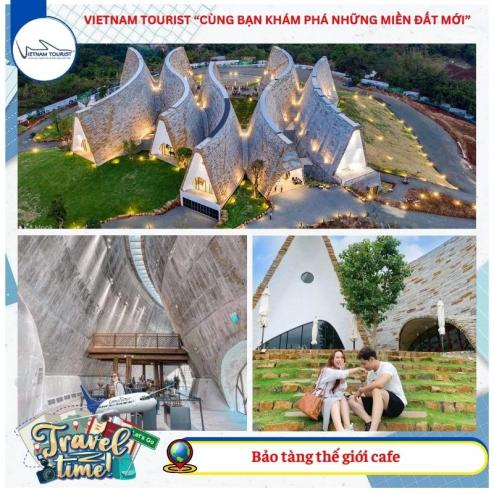 VIETNAM TOURIST “CÙNG BẠN KHÁM PHÁ NHỮNG MIỀN ĐẤT MỚI”
VIETNAM TOURIST
Travel
Let's Go
time!
Bảo tàng thế giới cafe